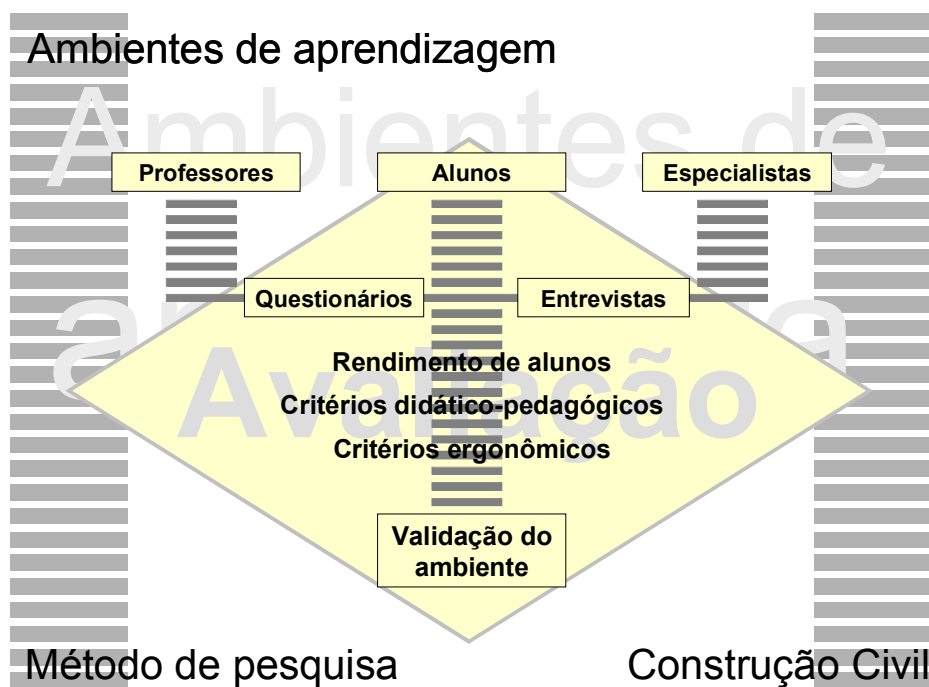 Ambientes de aprendizagem
Ambientes de
Professores
Alunos
Especialistas
Questionários
Entrevistas
Avaliação
Rendimento de alunos
Critérios didático-pedagógicos
Critérios ergonômicos
Validação do
ambiente
Método de pesquisa
Construção Civil